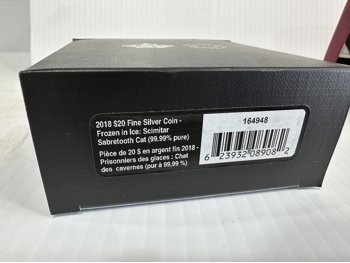 2018 $20 Fine Silver Coin -
Frozen in Ice: Scimitar
Sabretooth Cat (99.99% pure)
Pièce de 20 $ en argent fin 2018 -
Prisonniers des glaces : Chat
des cavernes (pur à 99,99 %)
164948
6 23932 08908 2